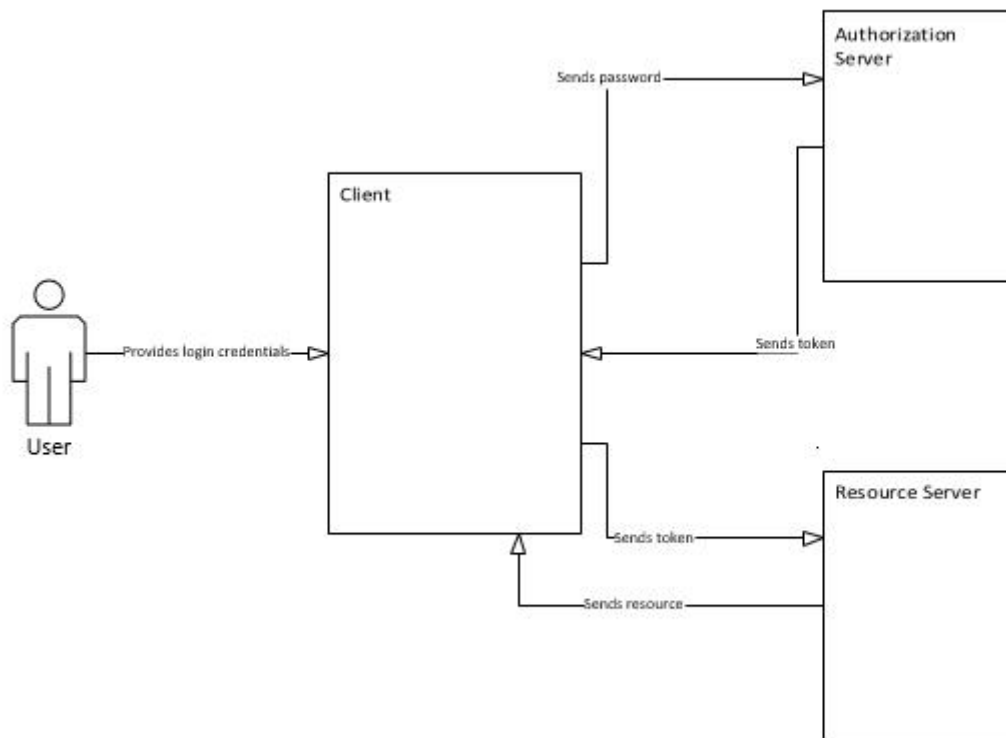 Authorization
Server
Sends password
Client
Provides login credentials
Sends token
User
Resource Server
Sends token
Sends resource